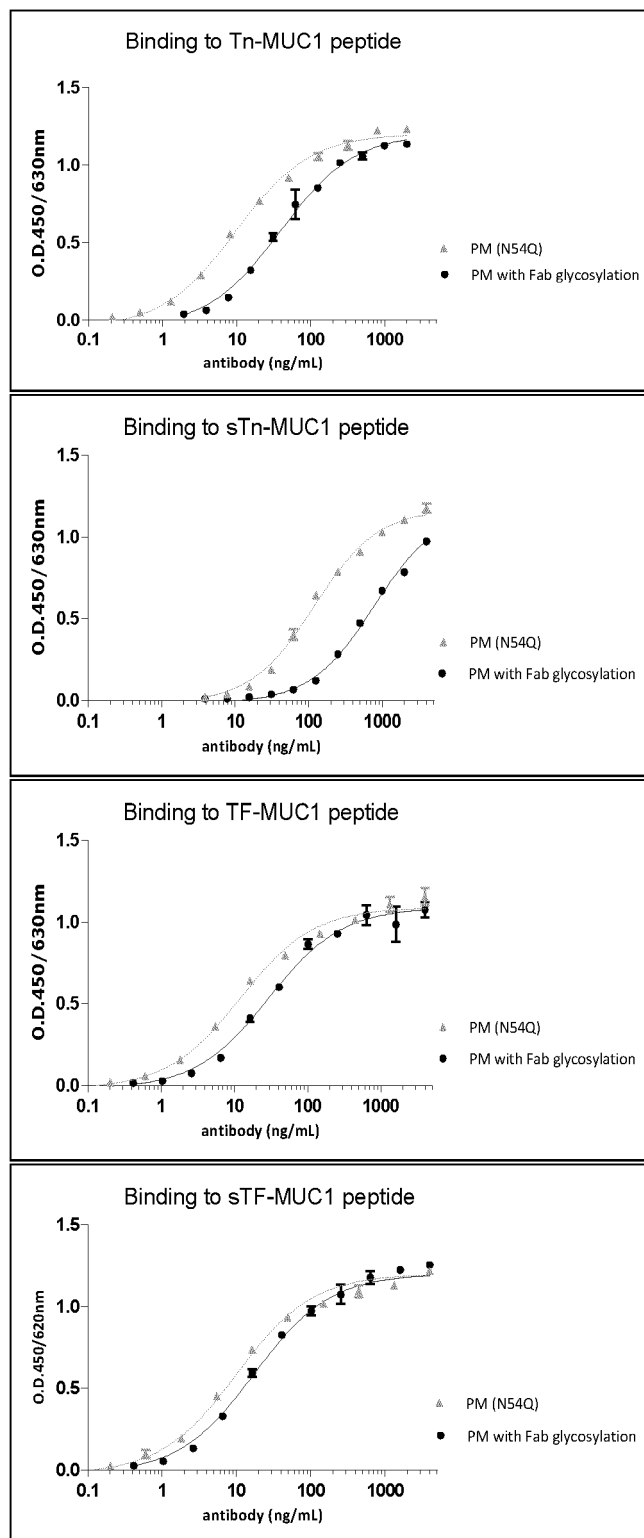 Binding to Tn-MUC1 peptide
1.5
1.0
0.5
0.0
O.D.450/630nm
0.1 1 10 100 1000
antibody (ng/mL)
PM (N54Q)
PM with Fab glycosylation
Binding to sTn-MUC1 peptide
1.5
1.0
0.5
0.0
O.D.450/630nm
0.1 1 10 100 1000
antibody (ng/mL)
PM (N54Q)
PM with Fab glycosylation
Binding to TF-MUC1 peptide
1.5
1.0
0.5
0.0
O.D.450/630nm
0.1 1 10 100 1000
antibody (ng/mL)
PM (N54Q)
PM with Fab glycosylation
Binding to sTF-MUC1 peptide
1.5
1.0
0.5
0.0
O.D.450/620nm
0.1 1 10 100 1000
antibody (ng/mL)
PM (N54Q)
PM with Fab glycosylation